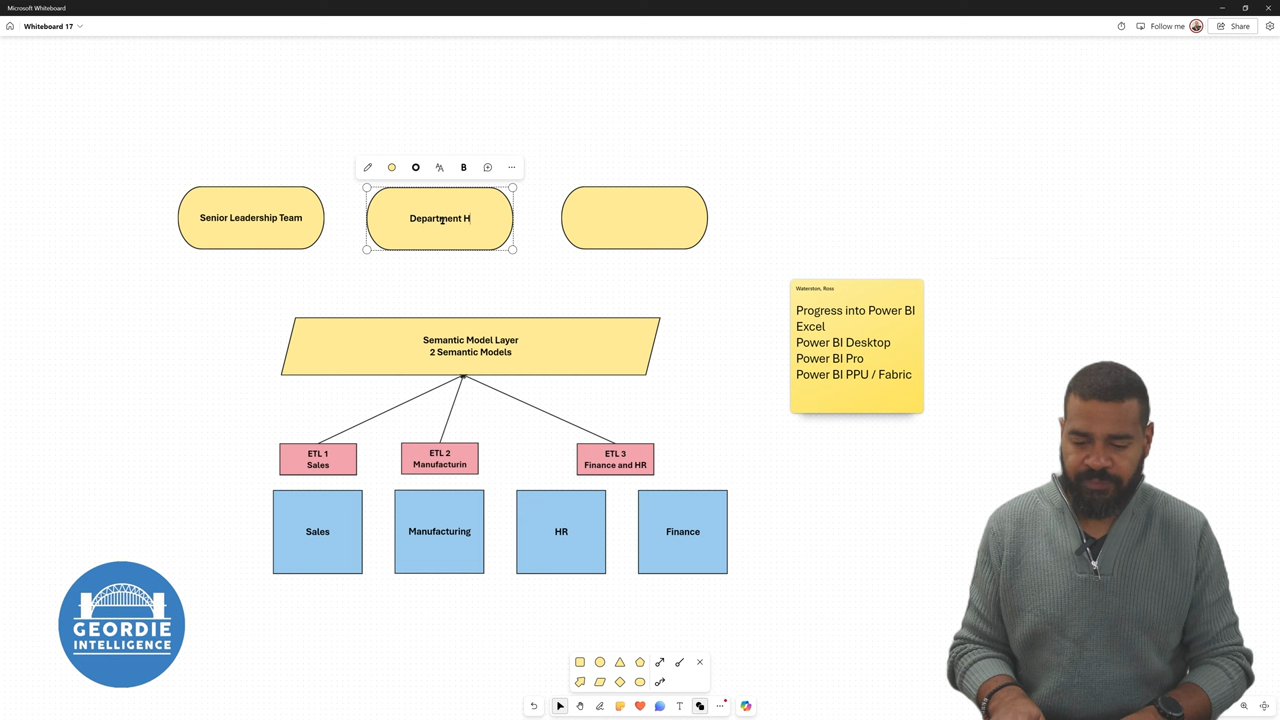 Microsoft Whiteboard
Whiteboard 17
Follow me
Share
B
Senior Leadership Team
Department H
Waterston, Ross
Progress into Power BI
Excel
Power BI Desktop
Power BI Pro
Power BI PPU / Fabric
Semantic Model Layer
2 Semantic Models
ETL 1
Sales
ETL 2
Manufacturin
ETL 3
Finance and HR
Sales
Manufacturing
HR
Finance
GEORDIE
INTELLIGENCE
T